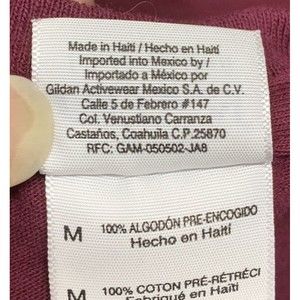 Made in Haiti / Hecho en Haití
Imported into Mexico by /
Importado a México por
Gildan Activewear Mexico S.A. de C.V.
Calle 5 de Febrero #147
Col. Venustiano Carranza
Castaños, Coahuila C.P.25870
RFC: GAM-050502-JA8
M 100% ALGODÓN PRE-ENCOGIDO
Hecho en Haití
M 100% COTON PRÉ-RÉTRÉCI
Fabriqué en Haïti